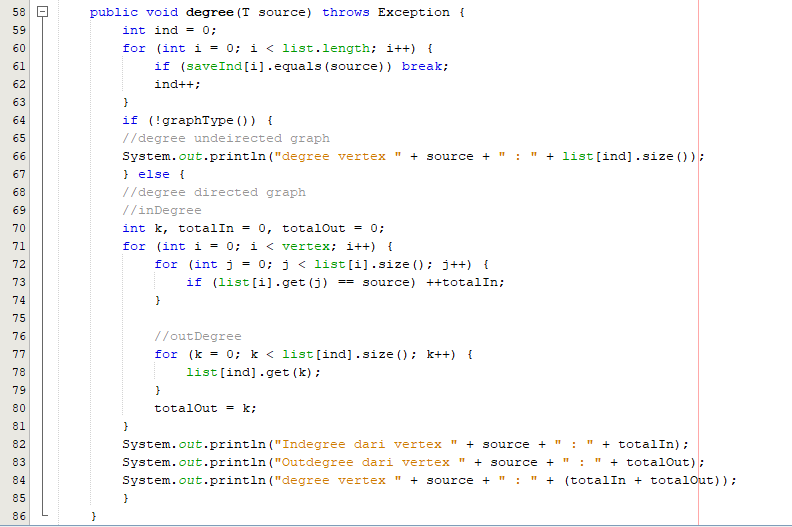 58 public void degree(T source) throws Exception {
59 int ind = 0;
60 for (int i = 0; i < list.length; i++) {
61 if (saveInd[i].equals(source)) break;
62 ind++;
63 }
64 if (!graphType()) {
65 //degree undeirected graph
66 System.out.println("degree vertex " + source + " : " + list[ind].size());
67 } else {
68 //degree directed graph
69 //inDegree
70 int k, totalIn = 0, totalOut = 0;
71 for (int i = 0; i < vertex; i++) {
72 for (int j = 0; j < list[i].size(); j++) {
73 if (list[i].get(j) == source) ++totalIn;
74 }
75
76 //outDegree
77 for (k = 0; k < list[ind].size(); k++) {
78 list[ind].get(k);
79 }
80 totalOut = k;
81 }
82 System.out.println("Indegree dari vertex " + source + " : " + totalIn);
83 System.out.println("Outdegree dari vertex " + source + " : " + totalOut);
84 System.out.println("degree vertex " + source + " : " + (totalIn + totalOut));
85 }
86 }